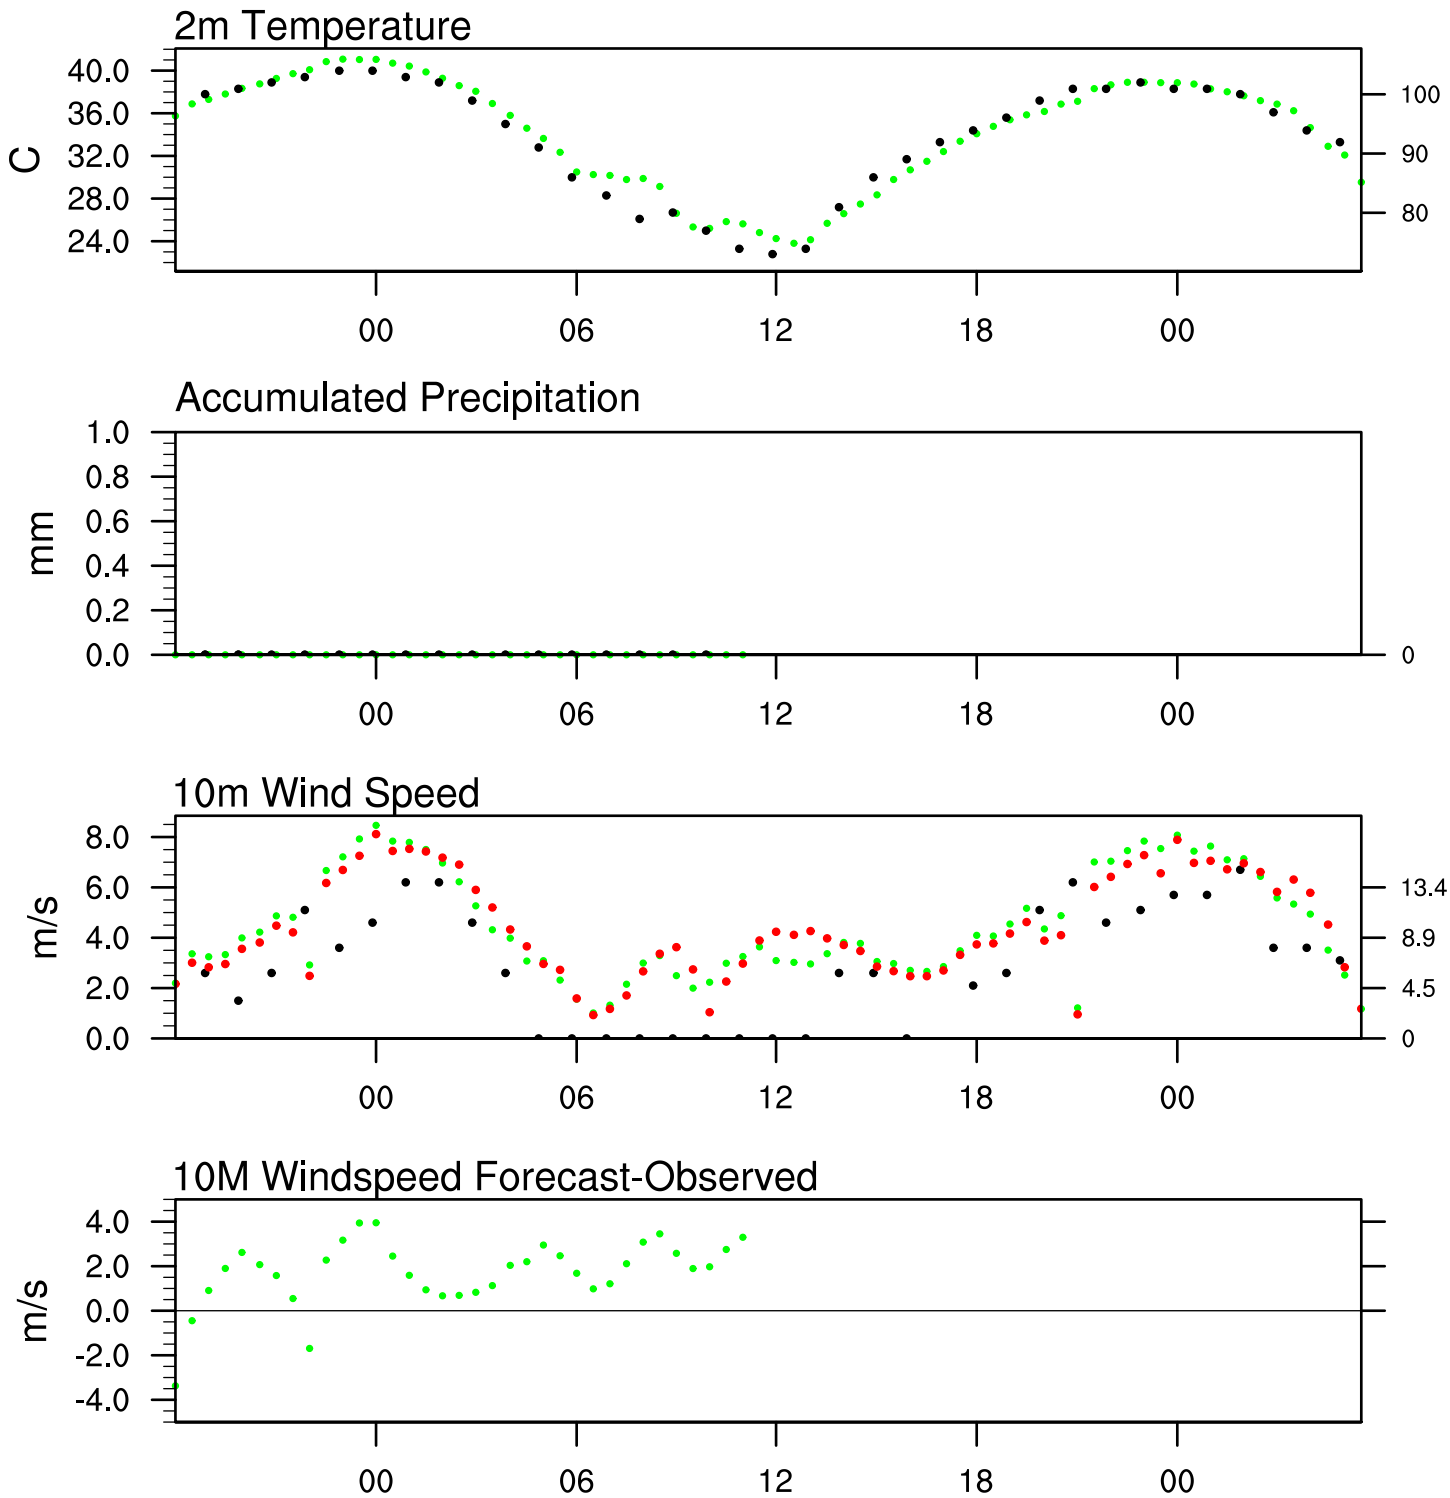 2m Temperature
40.0
36.0
32.0
28.0
24.0
C
100
90
80
00 06 12 18 00
Accumulated Precipitation
1.0
0.8
0.6
0.4
0.2
0.0
mm
0
00 06 12 18 00
10m Wind Speed
8.0
6.0
4.0
2.0
0.0
m/s
13.4
8.9
4.5
0
00 06 12 18 00
10M Windspeed Forecast-Observed
4.0
2.0
0.0
-2.0
-4.0
m/s
00 06 12 18 00